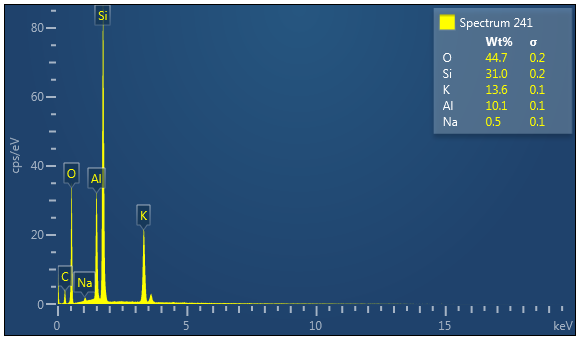 Spectrum 241
Wt% σ
O 44.7 0.2
Si 31.0 0.2
K 13.6 0.1
Al 10.1 0.1
Na 0.5 0.1
Si
O
Al
K
C
Na
cps/eV
80
60
40
20
0
0 5 10 15 keV